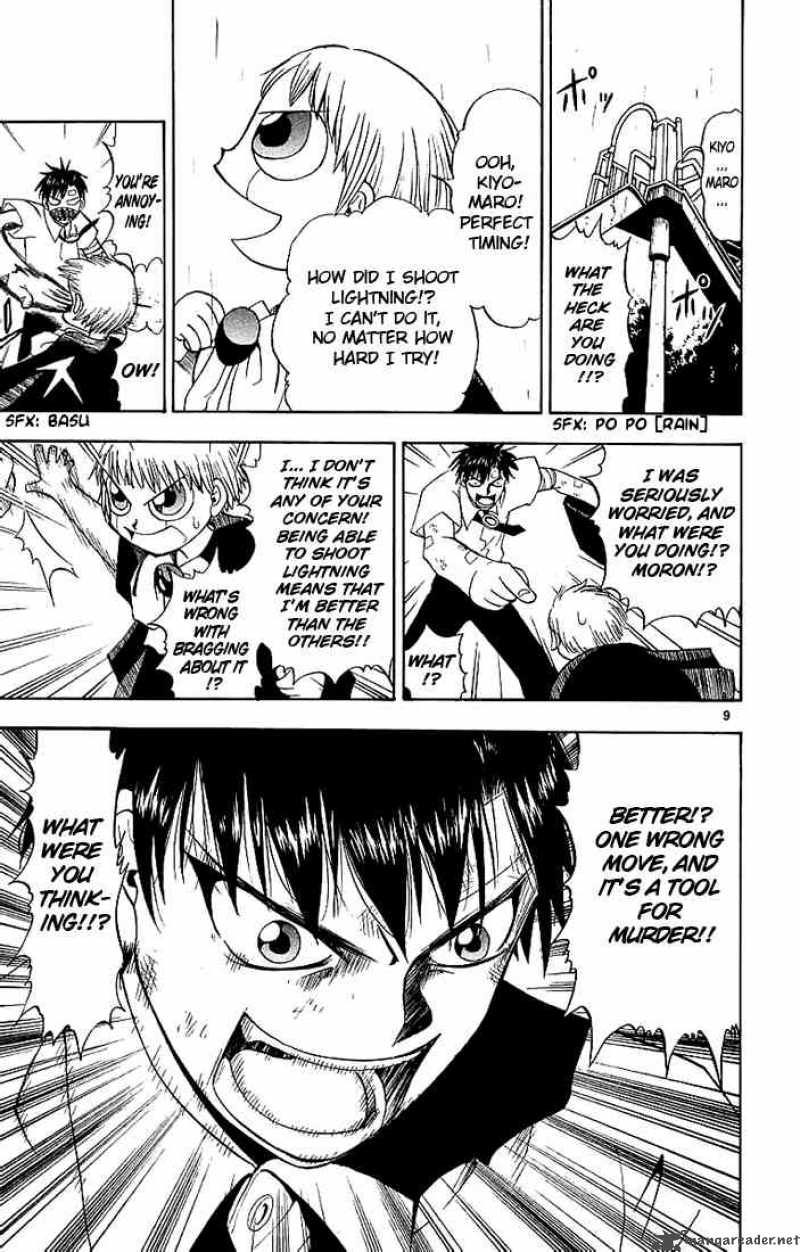 ポッ
KIYO
...MARO
...
WHAT
THE
HECK
ARE
YOU
DOING
!!?
ポッ
SFX: PO PO [RAIN]
OOH,
KIYO-
MARO!
PERFECT
TIMING!
HOW DID I SHOOT
LIGHTNING!?
I CAN'T DO IT,
NO MATTER HOW
HARD I TRY!
YOU'RE
ANNOY-
ING!
OW!
SFX: BASU
I WAS
SERIOUSLY
WORRIED, AND
WHAT WERE
YOU DOING!?
MORON!?
WHAT
!?
I... I DON'T
THINK IT'S
ANY OF YOUR
CONCERN!
BEING ABLE
TO SHOOT
LIGHTNING
MEANS THAT
I'M BETTER
THAN THE
OTHERS!!
WHAT'S
WRONG
WITH
BRAGGING
ABOUT IT
!?
9
BETTER!?
ONE WRONG
MOVE, AND
IT'S A TOOL
FOR
MURDER!!
WHAT
WERE
YOU
THINK-
ING!!?
mangareader.net